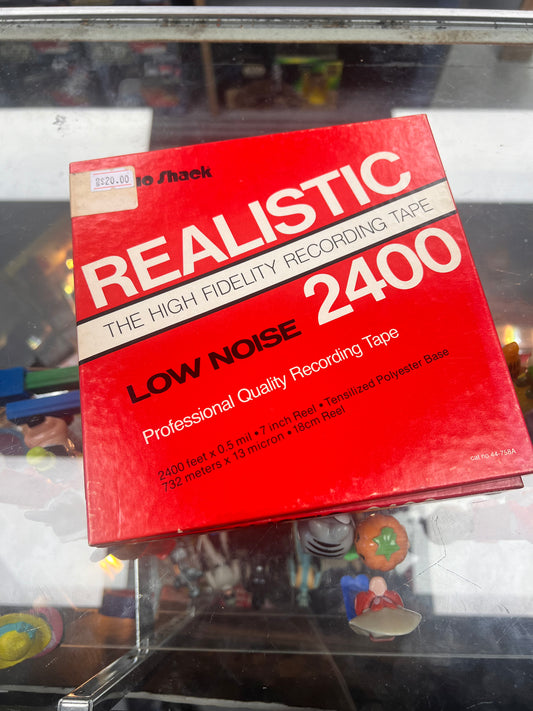 R$20.00
io Shack
REALISTIC
THE HIGH FIDELITY RECORDING TAPE
2400
LOW NOISE
Professional Quality Recording Tape
2400 feet x 0.5 mil • 7 inch Reel • Tensilized Polyester Base
732 meters x 13 micron • 18cm Reel
cat no 44-758A